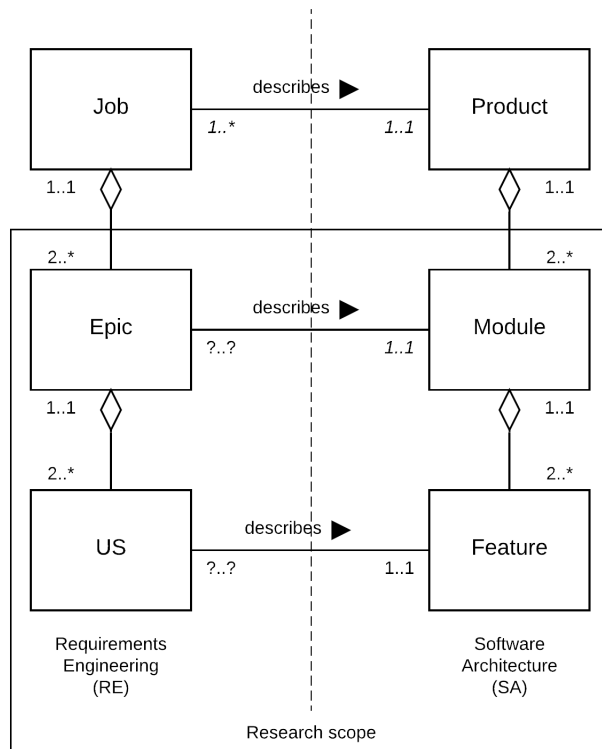 Job
describes ▶
Product
1..*
1..1
1..1
1..1
2..*
2..*
Epic
describes ▶
Module
?..?
1..1
1..1
1..1
2..*
2..*
US
describes ▶
Feature
?..?
1..1
Requirements
Engineering
(RE)
Software
Architecture
(SA)
Research scope